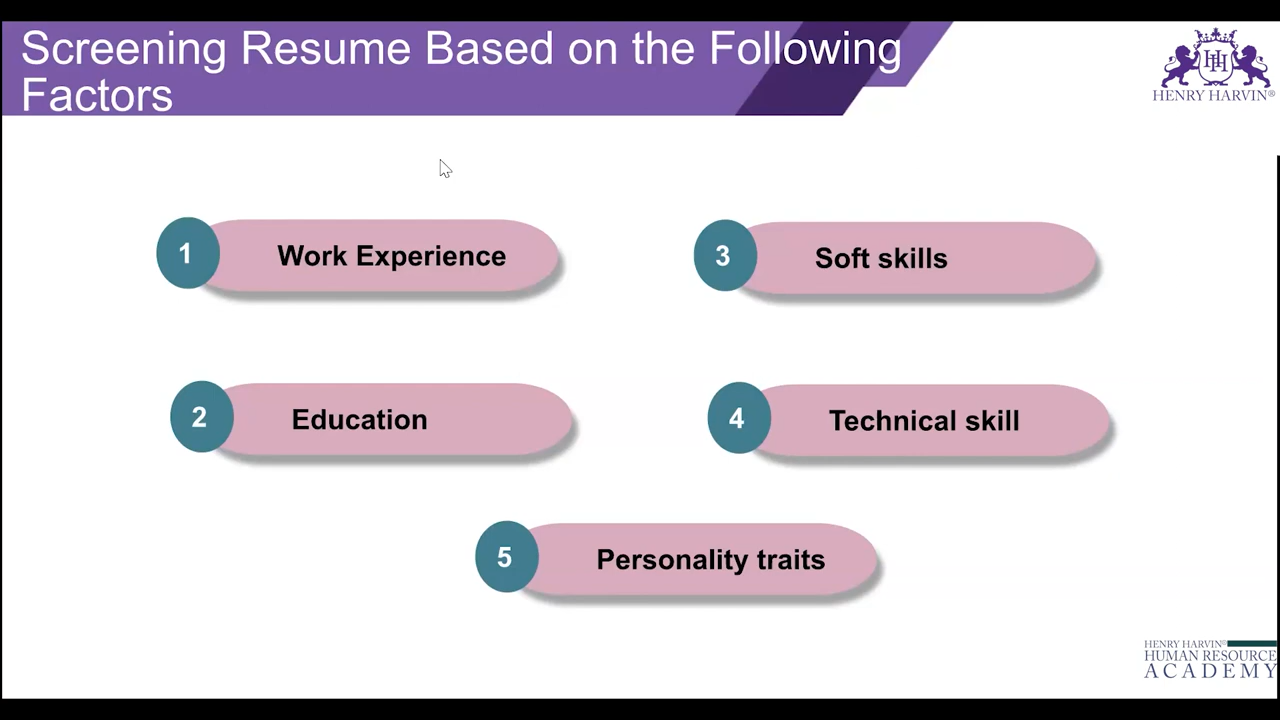 Screening Resume Based on the Following
Factors
HENRY HARVIN®
1
Work Experience
3
Soft skills
2
Education
4
Technical skill
5
Personality traits
HENRY HARVIN®
HUMAN RESOURCE
ACADEMY